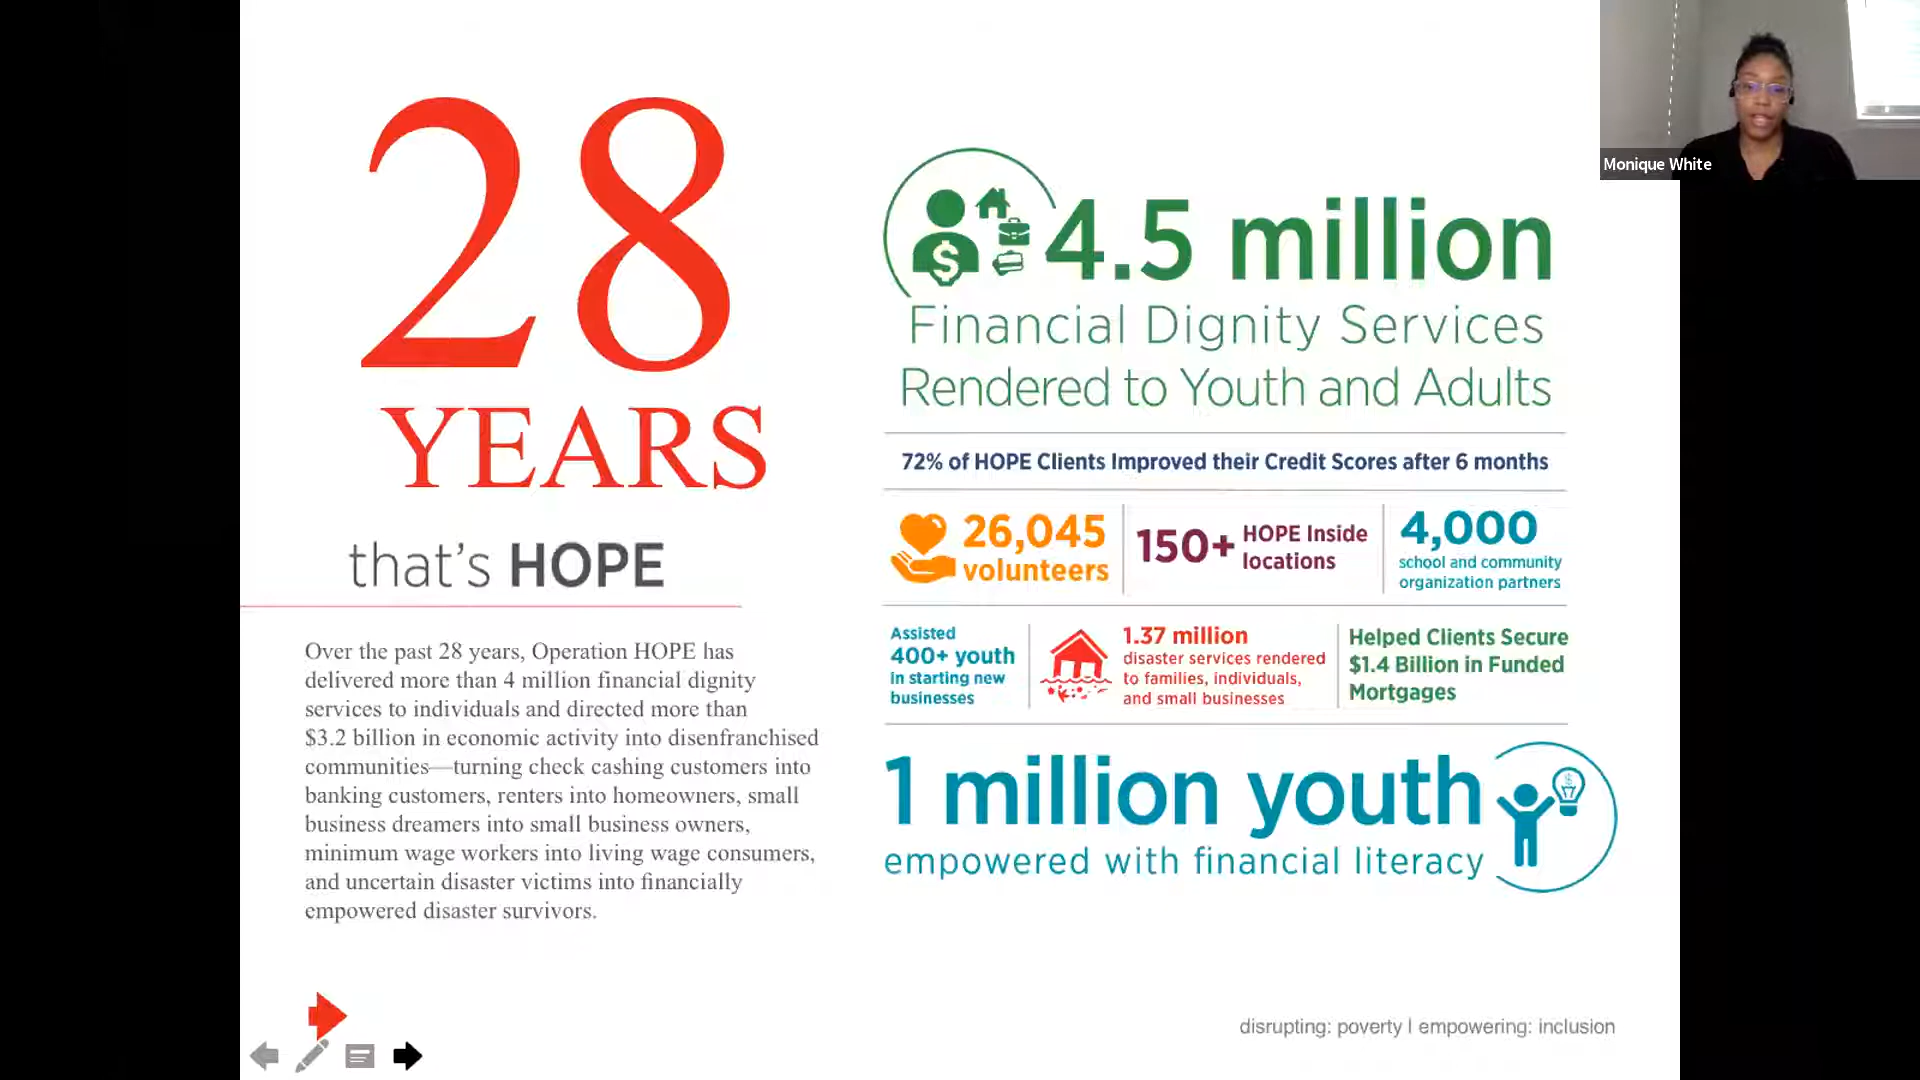 28
YEARS
that's HOPE
Over the past 28 years, Operation HOPE has
delivered more than 4 million financial dignity
services to individuals and directed more than
$3.2 billion in economic activity into disenfranchised
communities—turning check cashing customers into
banking customers, renters into homeowners, small
business dreamers into small business owners,
minimum wage workers into living wage consumers,
and uncertain disaster victims into financially
empowered disaster survivors.
$
4.5 million
Financial Dignity Services
Rendered to Youth and Adults
72% of HOPE Clients Improved their Credit Scores after 6 months
26,045
volunteers
150+ HOPE Inside
locations
4,000
school and community
organization partners
Assisted
400+ youth
in starting new
businesses
1.37 million
disaster services rendered
to families, individuals,
and small businesses
Helped Clients Secure
$1.4 Billion in Funded
Mortgages
1 million youth
empowered with financial literacy
$
disrupting: poverty | empowering: inclusion
Monique White